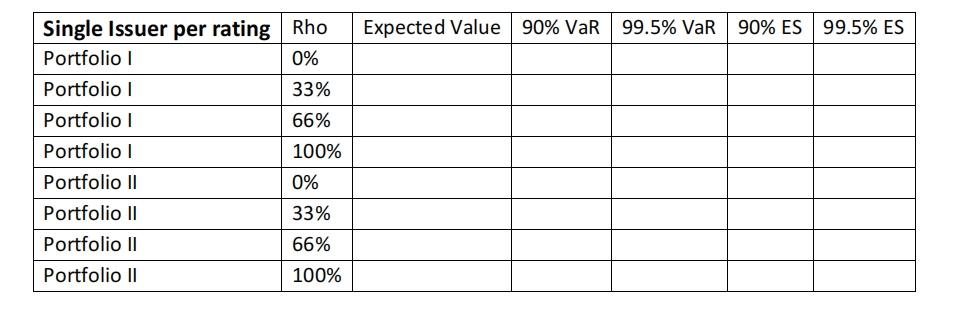 Single Issuer per rating Rho Expected Value 90% VaR 99.5% VaR 90% ES 99.5% ES
Portfolio I 0%
Portfolio I 33%
Portfolio I 66%
Portfolio I 100%
Portfolio II 0%
Portfolio II 33%
Portfolio II 66%
Portfolio II 100%